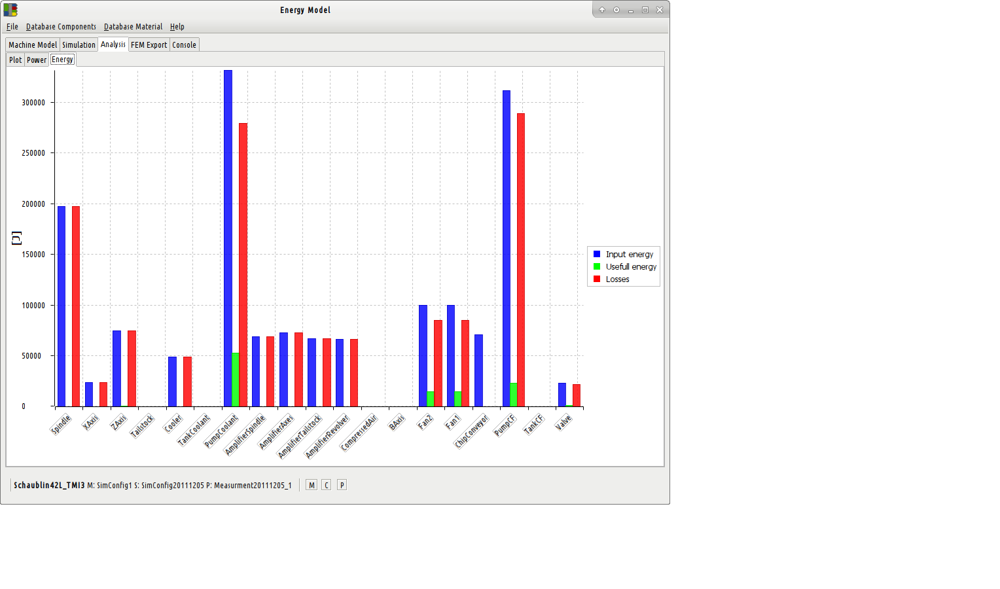 Energy Model
File Database Components Database Material Help
Machine Model Simulation Analysis FEM Export Console
Plot Power Energy
300000
250000
200000
150000
100000
50000
0
[J]
Spindle
XAxis
ZAxis
Tailstock
Cooler
TankCoolant
PumpCoolant
AmplifierSpindle
AmplifierAxes
AmplifierTailstock
AmplifierRevolver
CompressedAir
BAxis
Fan2
Fan1
ChipConveyor
PumpCF
TankCF
Valve
Input energy
Usefull energy
Losses
Schaublin42L_TMI3 M: SimConfig1 S: SimConfig20111205 P: Measurment20111205_1 M C P